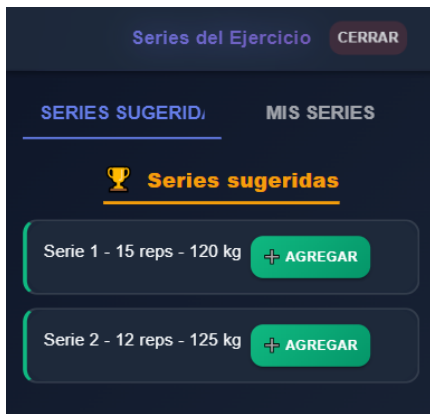 Series del Ejercicio CERRAR
SERIES SUGERID MIS SERIES
Series sugeridas
Serie 1 - 15 reps - 120 kg AGREGAR
Serie 2 - 12 reps - 125 kg AGREGAR